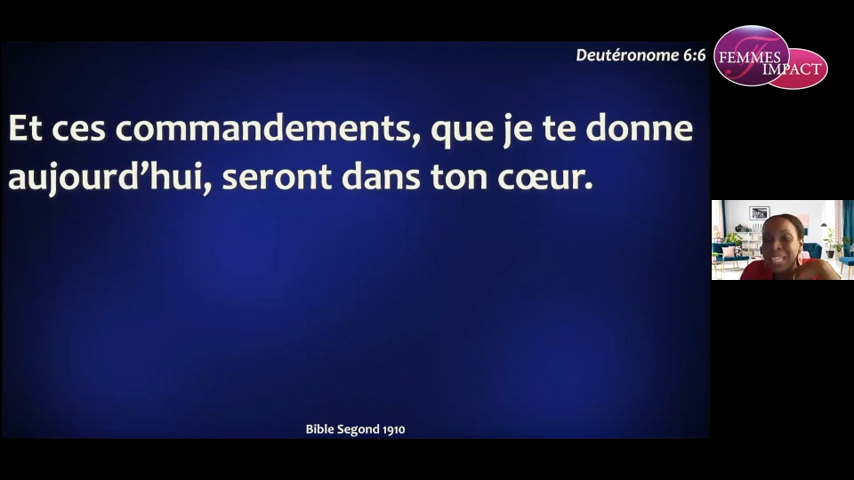 Deutéronome 6:6
FEMMES
IMPACT
Et ces commandements, que je te donne
aujourd’hui, seront dans ton cœur.
Bible Segond 1910